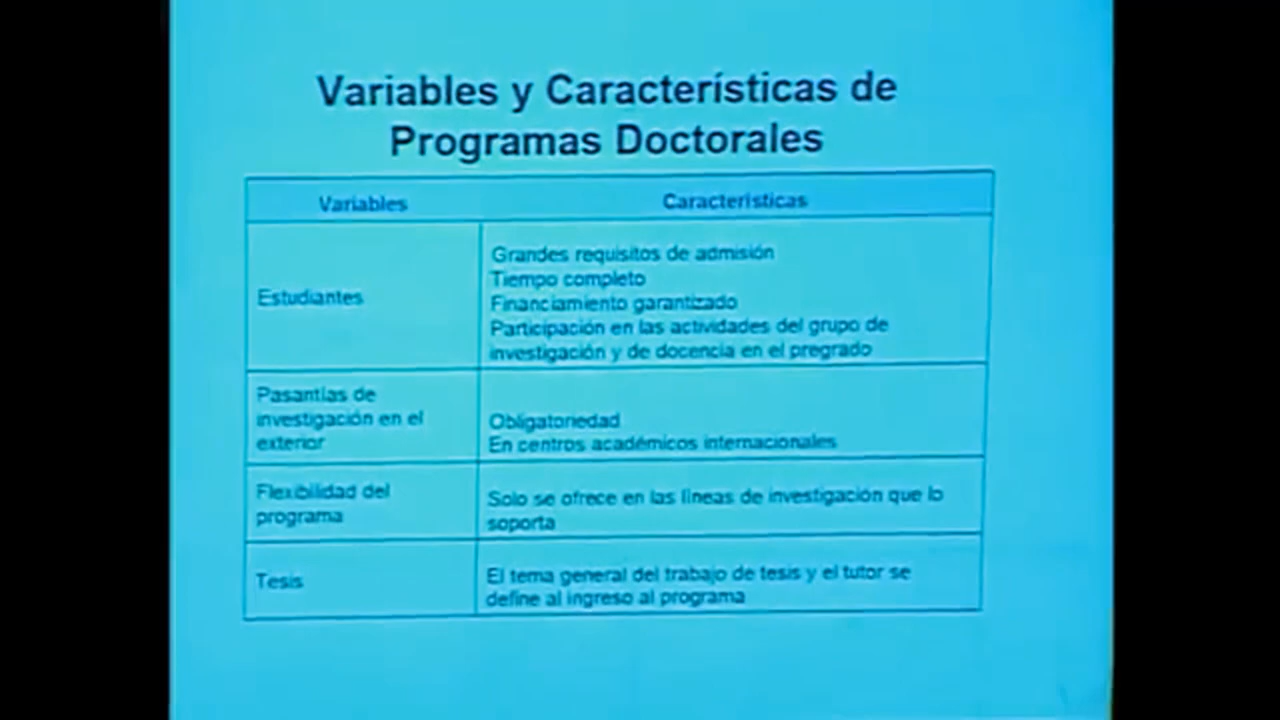 Variables y Características de
Programas Doctorales
Variables
Características
Estudiantes
Grandes requisitos de admisión
Tiempo completo
Financiamiento garantizado
Participación en las actividades del grupo de
investigación y de docencia en el pregrado
Pasantías de
investigación en el
exterior
Obligatoriedad
En centros académicos internacionales
Flexibilidad del
programa
Solo se ofrece en las líneas de investigación que lo
soporta
Tesis
El tema general del trabajo de tesis y el tutor se
define al ingreso al programa